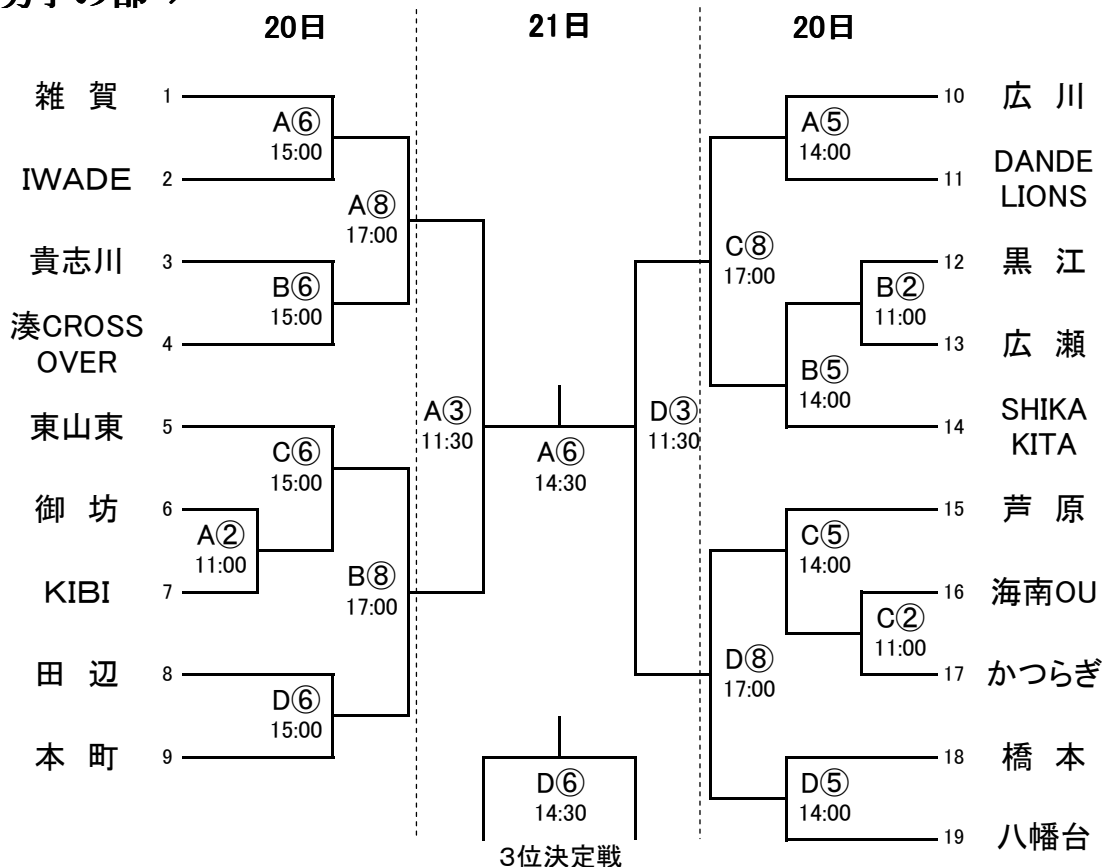 20日
21日
20日
雑 賀 1
A⑥
15:00
IWADE 2
A⑧
17:00
貴志川 3
B⑥
15:00
湊CROSS
OVER 4
東山東 5
C⑥
15:00
御 坊 6
A②
11:00
KIBI 7
B⑧
17:00
田 辺 8
D⑥
15:00
本 町 9
A③
11:30
A⑥
14:30
D③
11:30
D⑥
14:30
3位決定戦
10 広 川
A⑤
14:00
11 DANDE
LIONS
C⑧
17:00
12 黒 江
B②
11:00
13 広 瀬
B⑤
14:00
14 SHIKA
KITA
15 芦 原
C⑤
14:00
16 海南OU
C②
11:00
17 かつらぎ
D⑧
17:00
18 橋 本
D⑤
14:00
19 八幡台